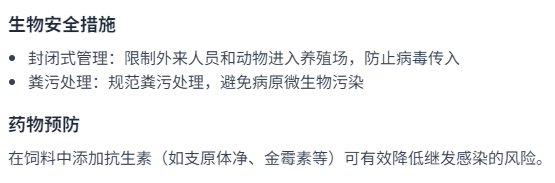 生物安全措施
封闭式管理：限制外来人员和动物进入养殖场，防止病毒传入
粪污处理：规范粪污处理，避免病原微生物污染
药物预防
在饲料中添加抗生素（如支原体净、金霉素等）可有效降低继发感染的风险。